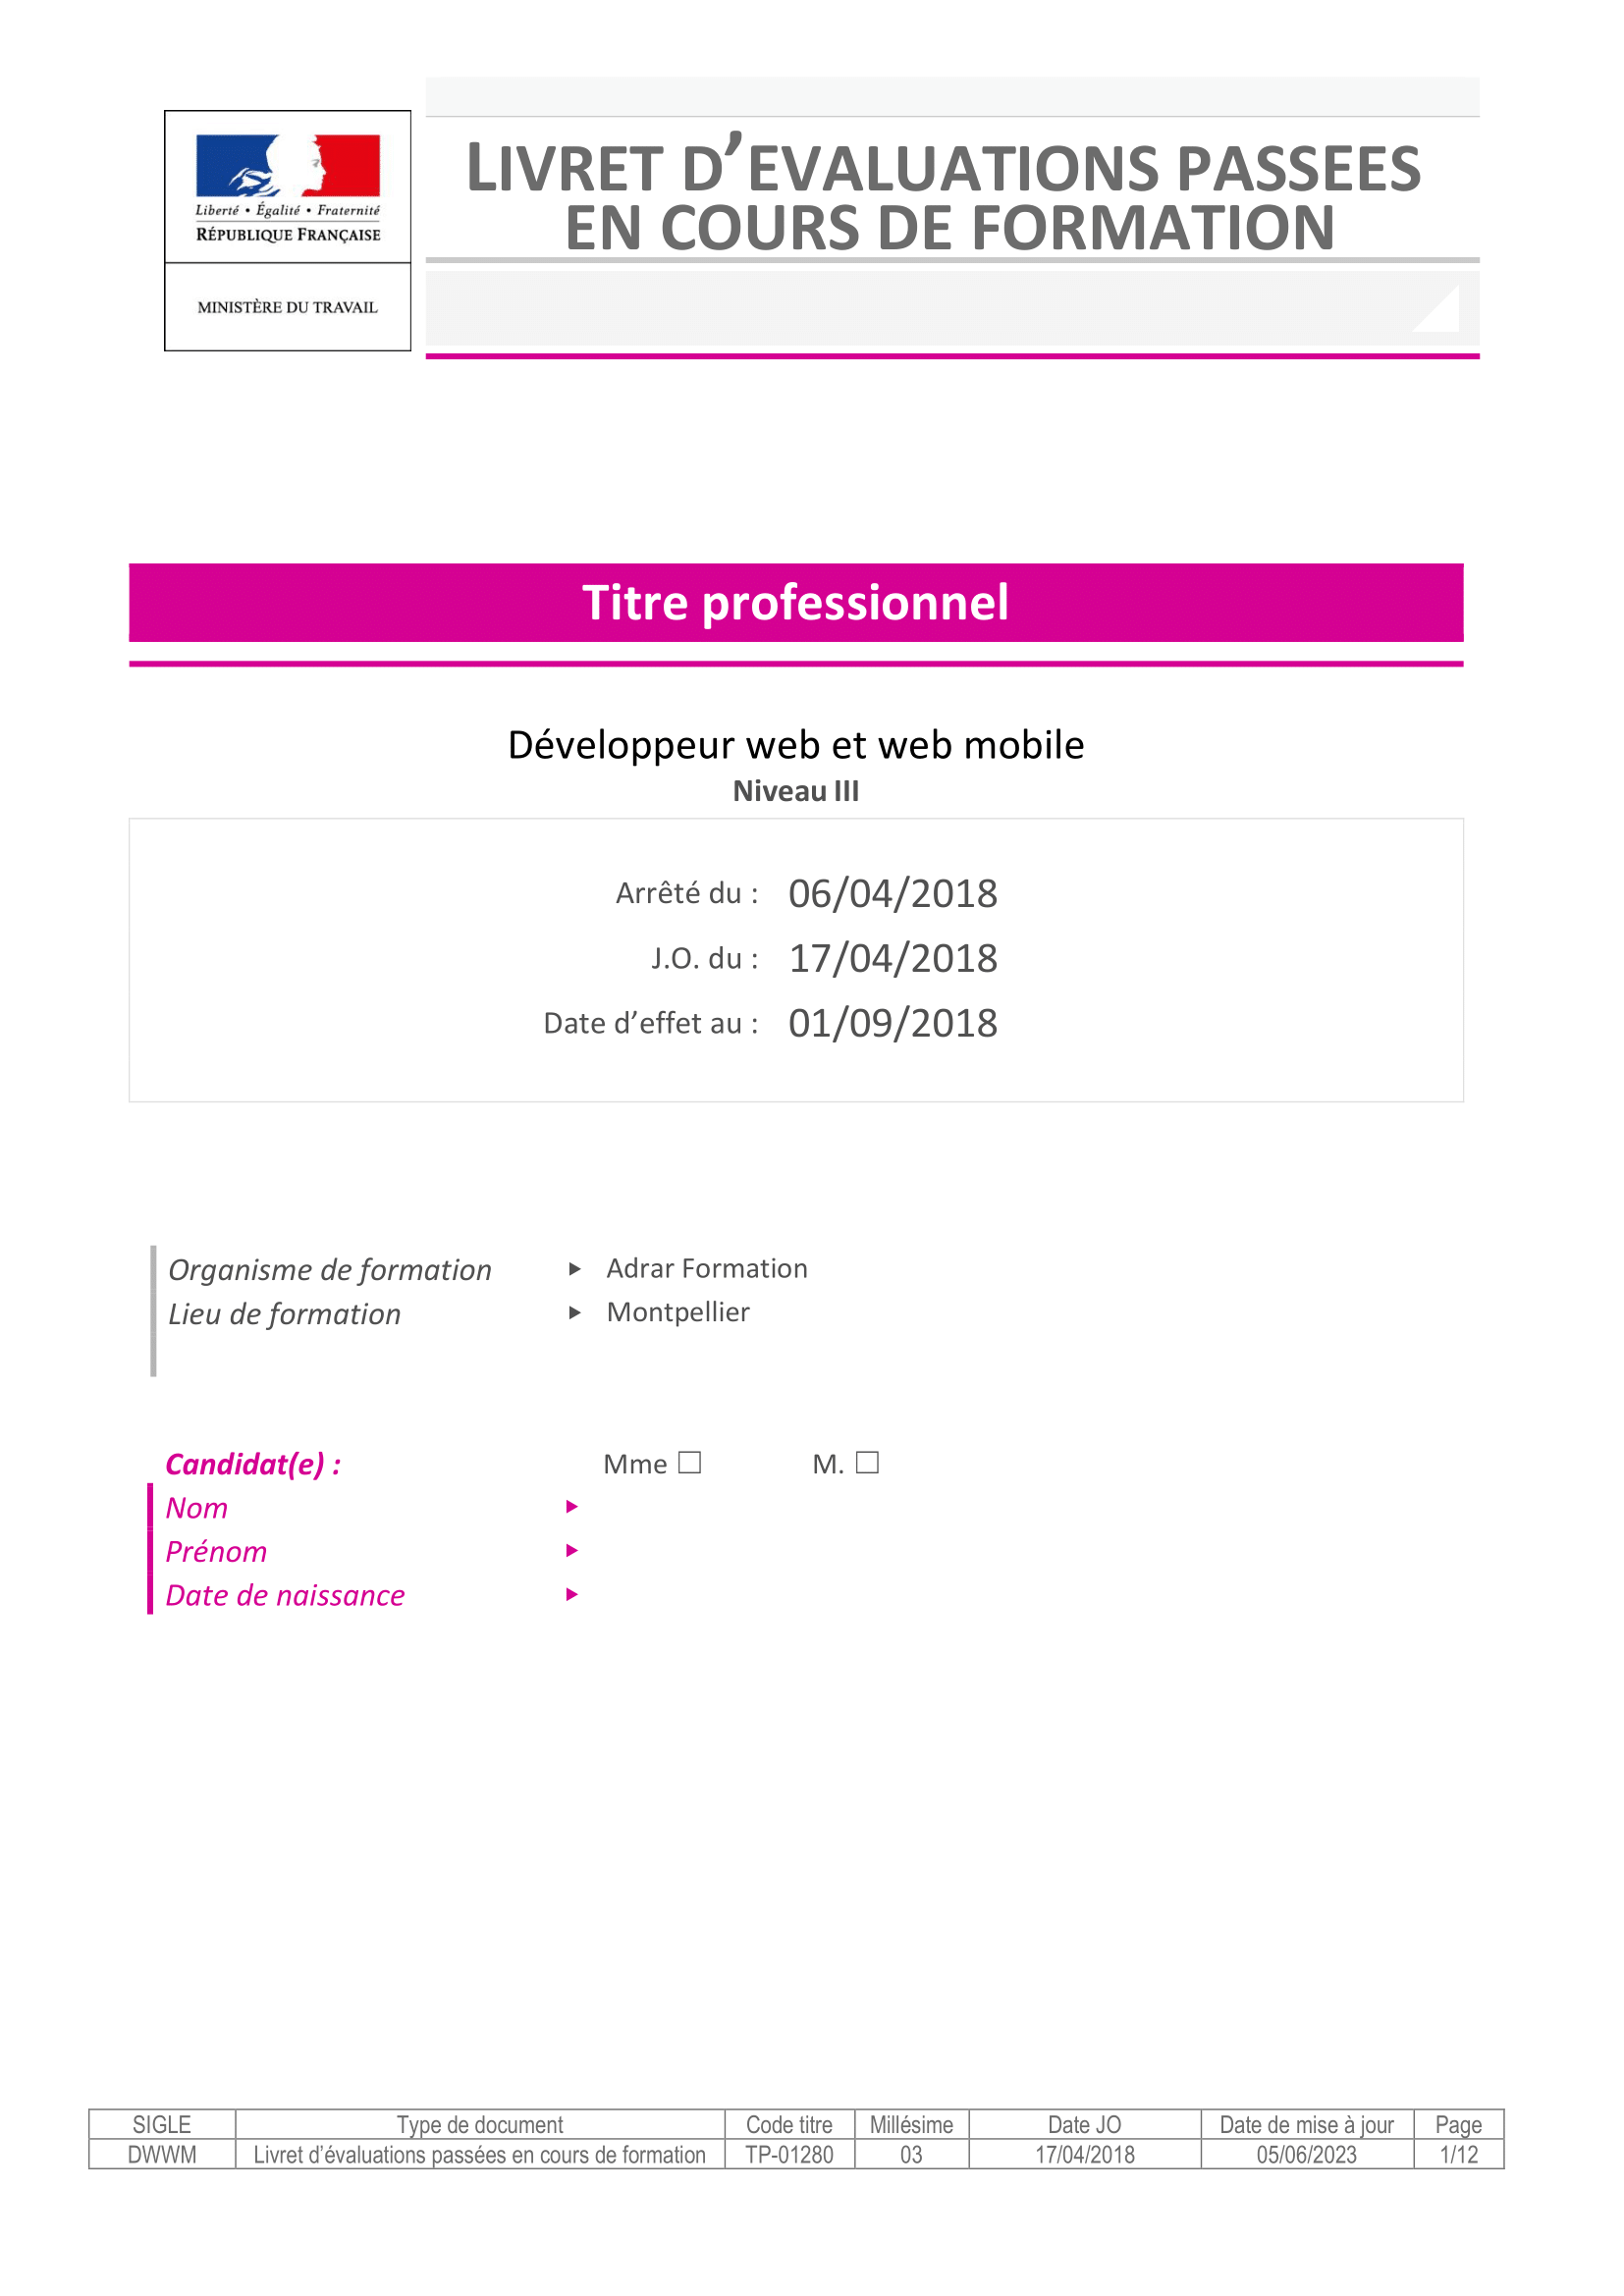 Liberté • Égalité • Fraternité
RÉPUBLIQUE FRANÇAISE
MINISTÈRE DU TRAVAIL
LIVRET D’EVALUATIONS PASSEES
EN COURS DE FORMATION
Titre professionnel
Développeur web et web mobile
Niveau III
Arrêté du : 06/04/2018
J.O. du : 17/04/2018
Date d’effet au : 01/09/2018
Organisme de formation ▶ Adrar Formation
Lieu de formation ▶ Montpellier
Candidat(e) : Mme ☐ M. ☐
Nom ▶
Prénom ▶
Date de naissance ▶
SIGLE Type de document Code titre Millésime Date JO Date de mise à jour Page
DWWM Livret d’évaluations passées en cours de formation TP-01280 03 17/04/2018 05/06/2023 1/12